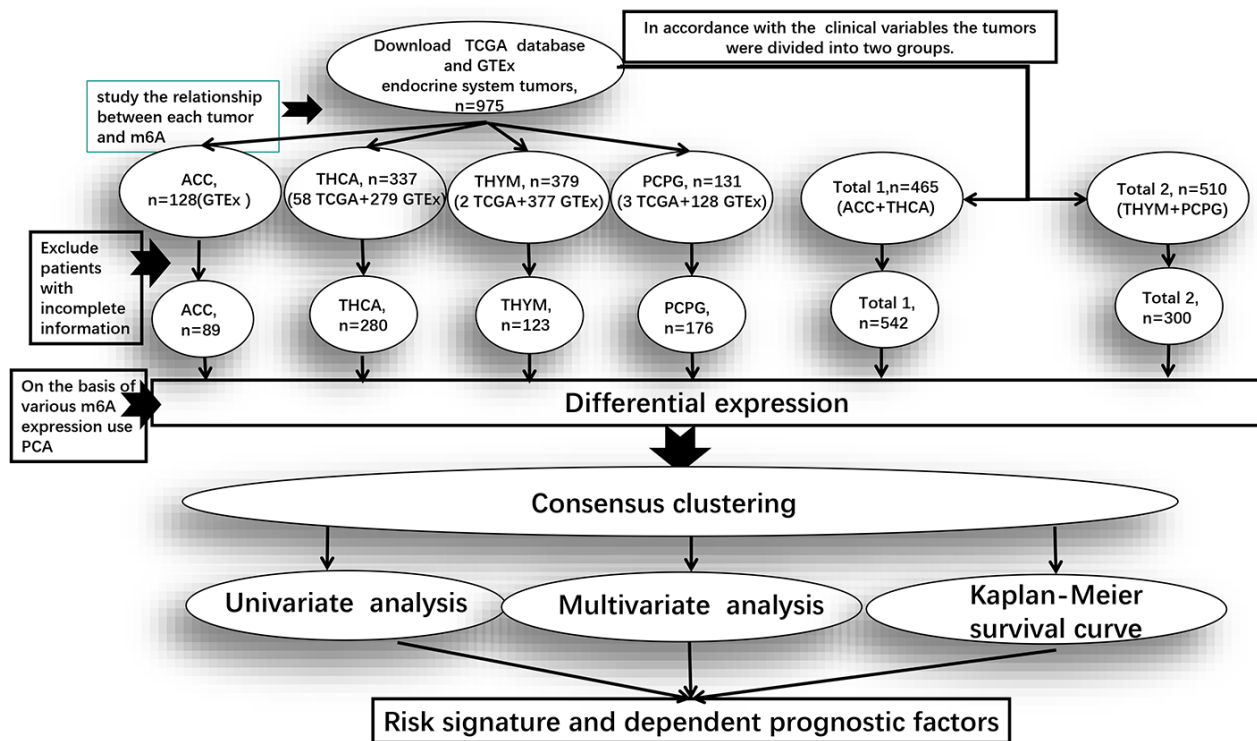 Download TCGA database
and GTEx
endocrine system tumors,
n=975
In accordance with the clinical variables the tumors
were divided into two groups.
study the relationship
between each tumor
and m6A
ACC,
n=128(GTEx )
THCA, n=337
(58 TCGA+279 GTEx)
THYM, n=379
(2 TCGA+377 GTEx)
PCPG, n=131
(3 TCGA+128 GTEx)
Total 1,n=465
(ACC+THCA)
Total 2, n=510
(THYM+PCPG)
Exclude
patients
with
incomplete
information
ACC,
n=89
THCA,
n=280
THYM,
n=123
PCPG,
n=176
Total 1,
n=542
Total 2,
n=300
On the basis of
various m6A
expression use
PCA
Differential expression
Consensus clustering
Univariate analysis
Multivariate analysis
Kaplan-Meier
survival curve
Risk signature and dependent prognostic factors